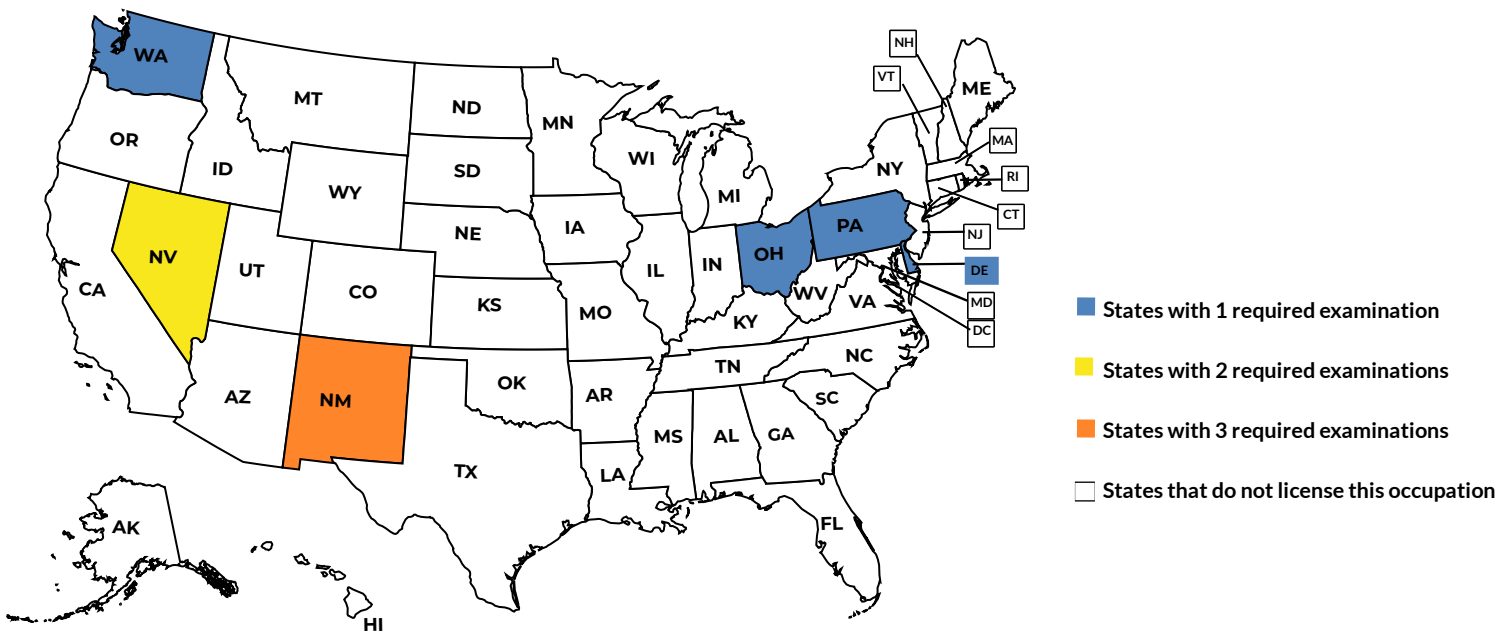 WA
MT
ND
MN
OR
ID
WY
SD
WI
MI
NY
VT
NH
ME
MA
RI
CT
NJ
PA
DE
MD
DC
NV
UT
CO
NE
IA
IL
IN
OH
WV
VA
CA
KS
MO
KY
AZ
NM
OK
AR
TN
NC
SC
TX
LA
MS
AL
GA
FL
AK
HI
States with 1 required examination
States with 2 required examinations
States with 3 required examinations
States that do not license this occupation